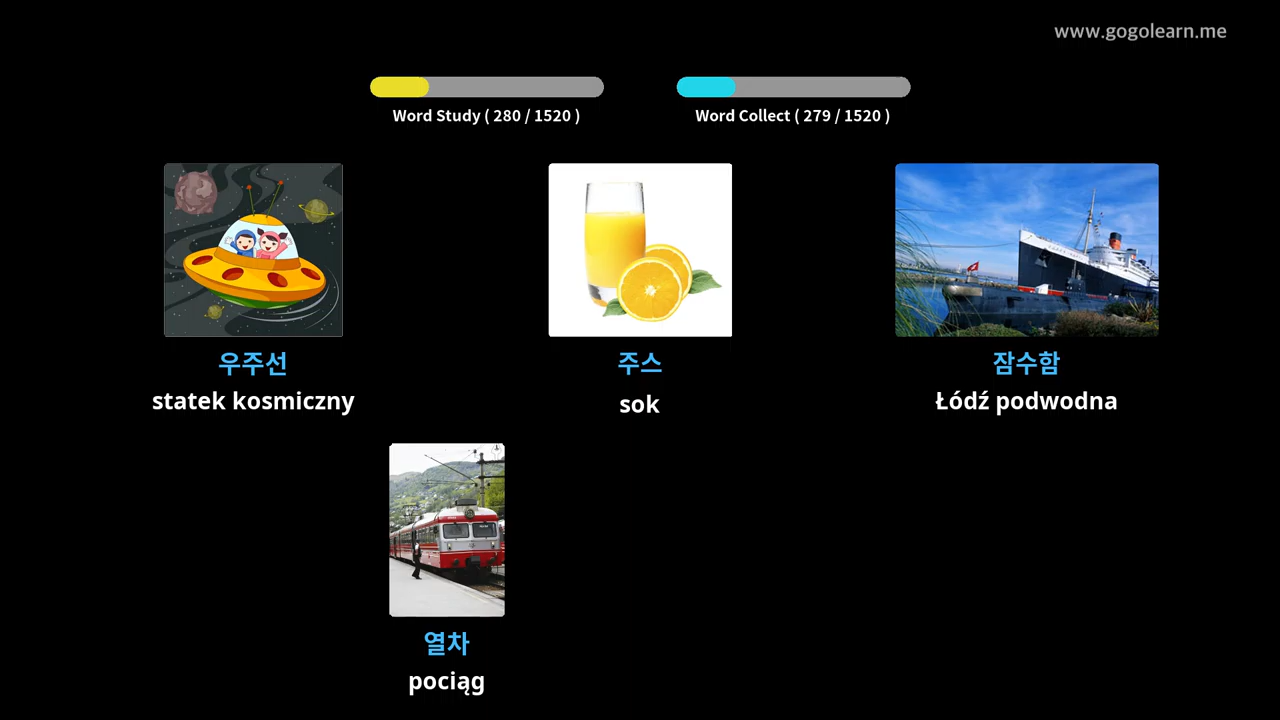 www.gogolearn.me
Word Study ( 280 / 1520 )
Word Collect ( 279 / 1520 )
우주선
statek kosmiczny
주스
sok
잠수함
Łódź podwodna
열차
pociąg